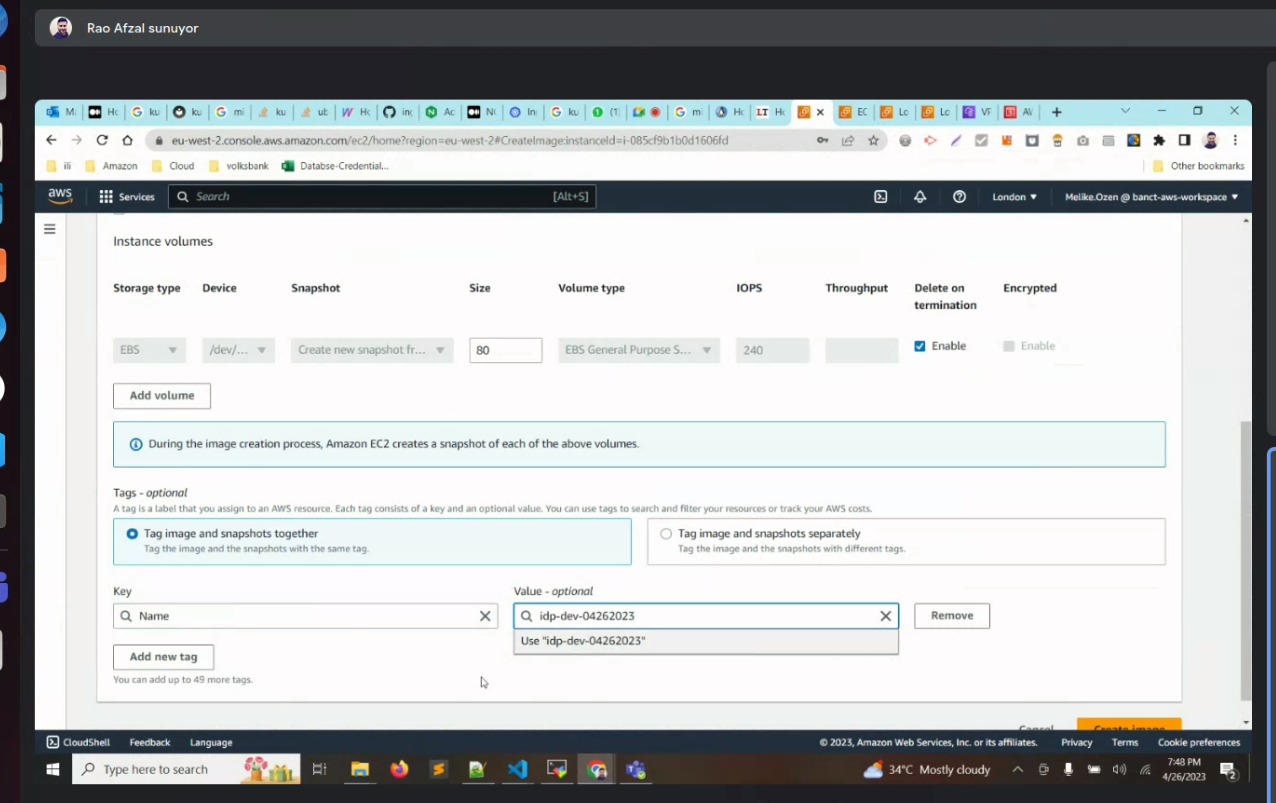 Rao Afzal sunuyor
eu-west-2.console.aws.amazon.com/ec2/home?region=eu-west-2#CreateImage:instanceId=i-085cf9b1b0d1606fd
ili Amazon Cloud volksbank Databse-Credential... Other bookmarks
aws Services Search [Alt+S] London Melike.Ozen @ banct-aws-workspace
Instance volumes
Storage type Device Snapshot Size Volume type IOPS Throughput Delete on termination Encrypted
EBS /dev/... Create new snapshot fr... 80 EBS General Purpose S... 240 Enable Enable
Add volume
During the image creation process, Amazon EC2 creates a snapshot of each of the above volumes.
Tags - optional
A tag is a label that you assign to an AWS resource. Each tag consists of a key and an optional value. You can use tags to search and filter your resources or track your AWS costs.
Tag image and snapshots together
Tag the image and the snapshots with the same tag.
Tag image and snapshots separately
Tag the image and the snapshots with different tags.
Key Value - optional
Name idp-dev-04262023 Remove
Use "idp-dev-04262023"
Add new tag
You can add up to 49 more tags.
Cancel Create image
CloudShell Feedback Language © 2023, Amazon Web Services, Inc. or its affiliates. Privacy Terms Cookie preferences
Type here to search 34°C Mostly cloudy 7:48 PM
4/26/2023 2